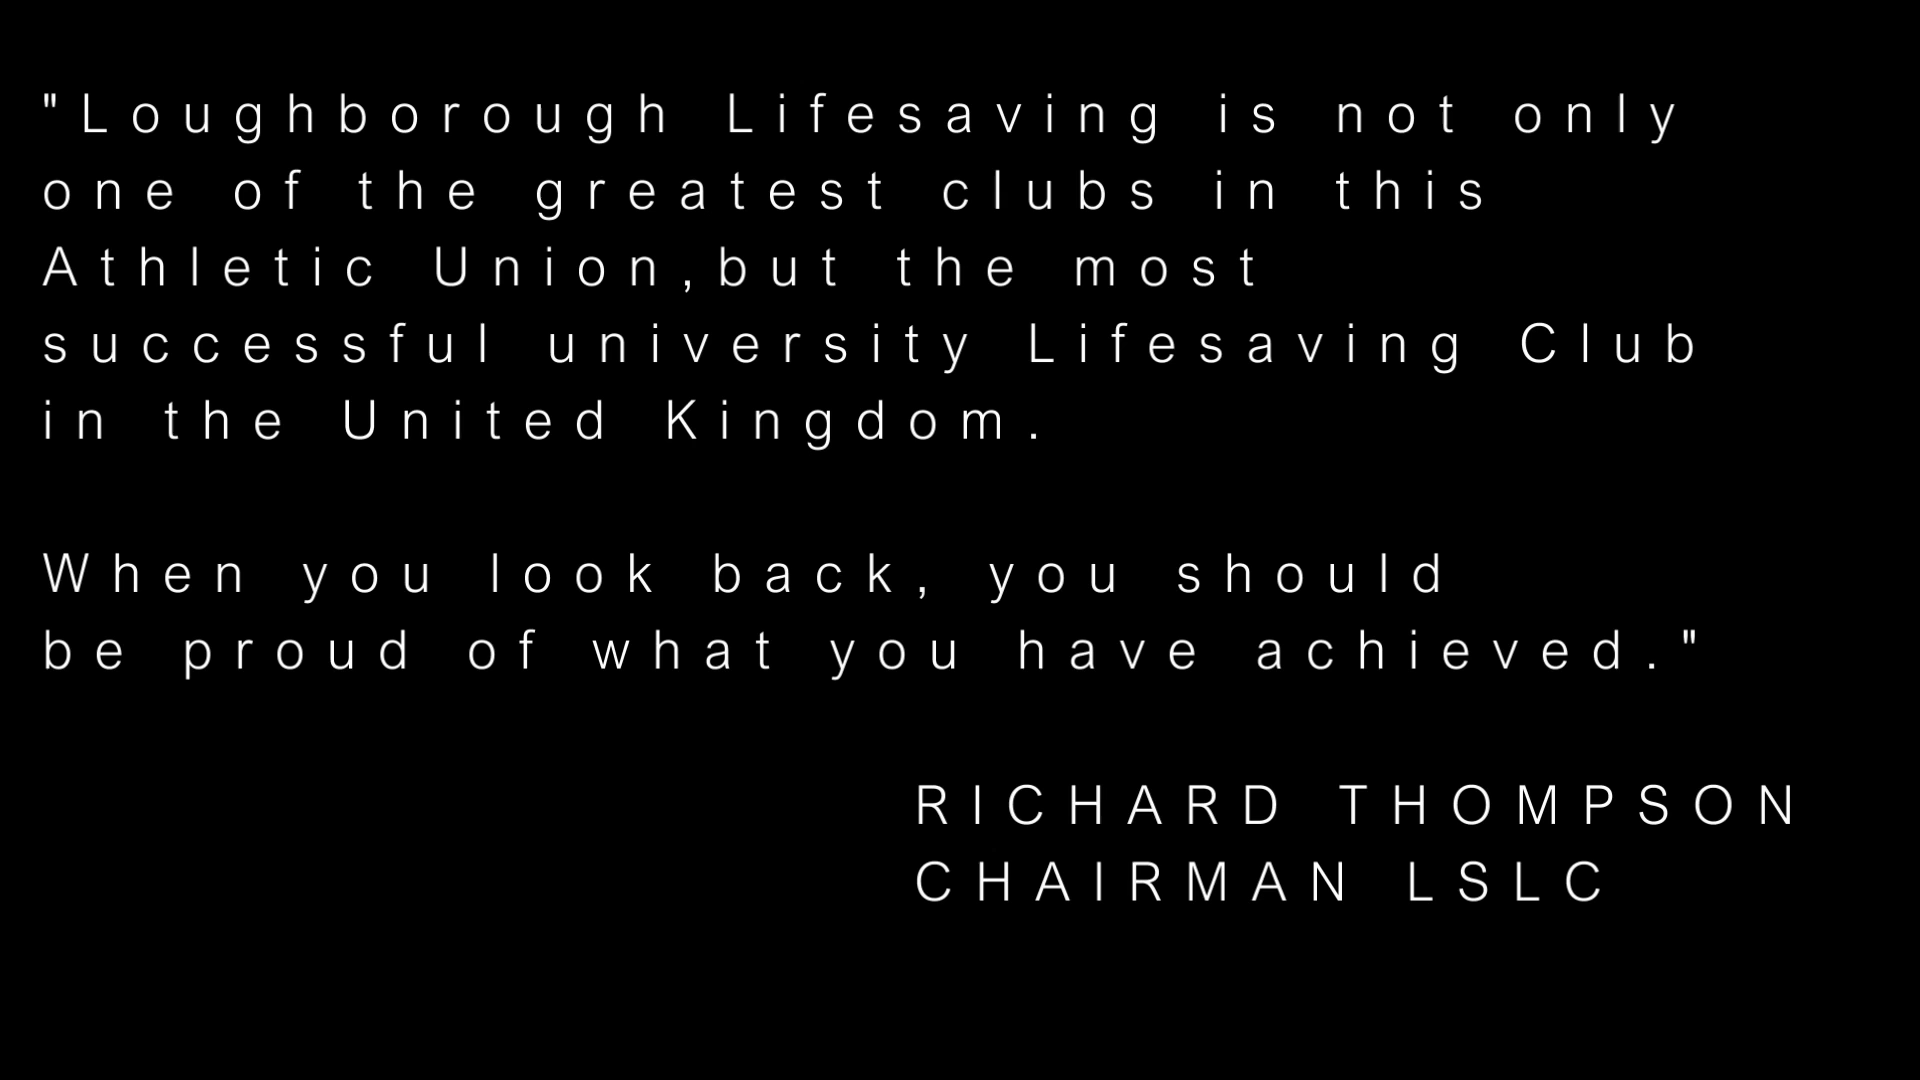 "Loughborough Lifesaving is not only
one of the greatest clubs in this
Athletic Union,but the most
successful university Lifesaving Club
in the United Kingdom.
When you look back, you should
be proud of what you have achieved."
RICHARD THOMPSON
CHAIRMAN LSLC